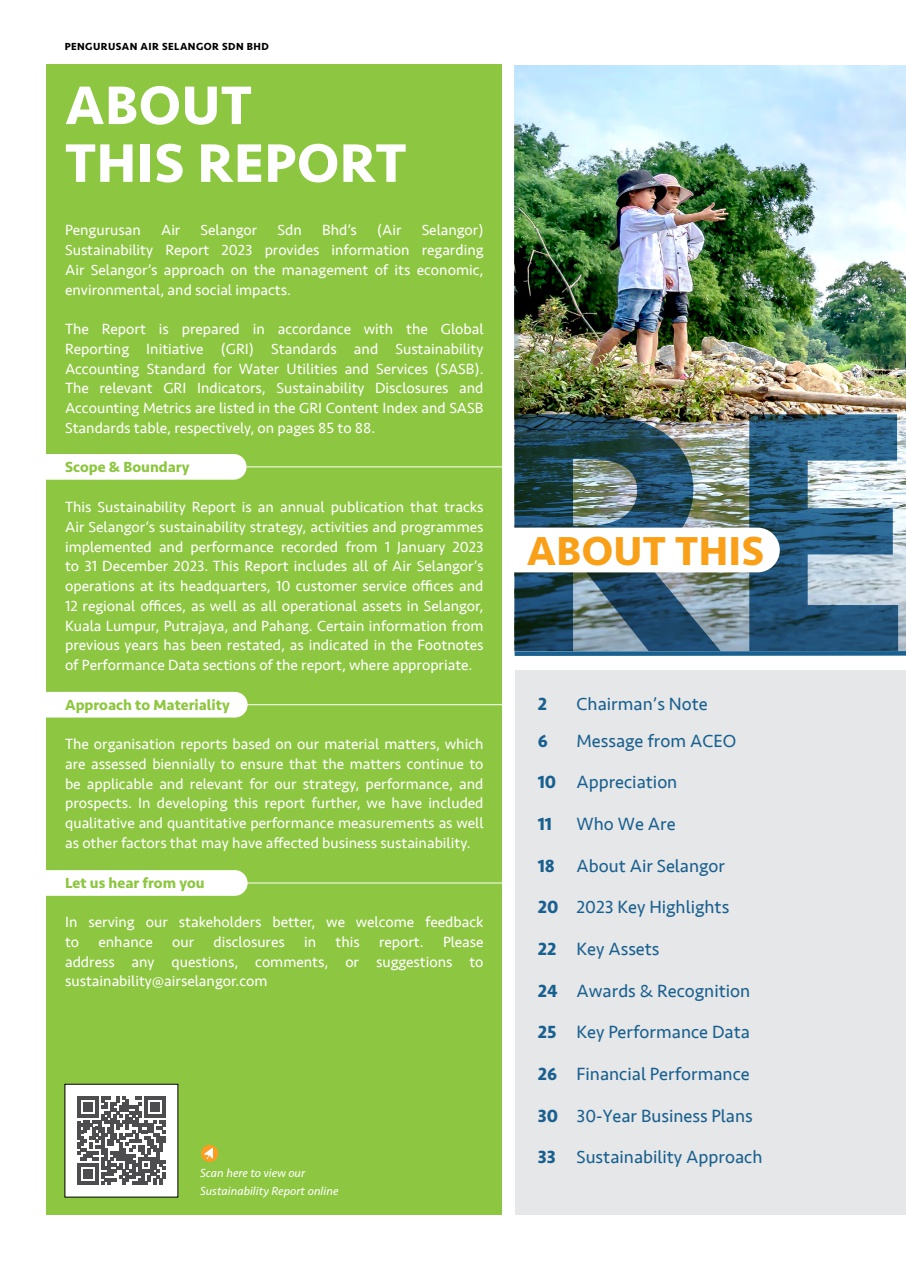 PENGURUSAN AIR SELANGOR SDN BHD
ABOUT
THIS REPORT
Pengurusan Air Selangor Sdn Bhd’s (Air Selangor)
Sustainability Report 2023 provides information regarding
Air Selangor’s approach on the management of its economic,
environmental, and social impacts.
The Report is prepared in accordance with the Global
Reporting Initiative (GRI) Standards and Sustainability
Accounting Standard for Water Utilities and Services (SASB).
The relevant GRI Indicators, Sustainability Disclosures and
Accounting Metrics are listed in the GRI Content Index and SASB
Standards table, respectively, on pages 85 to 88.
Scope & Boundary
This Sustainability Report is an annual publication that tracks
Air Selangor’s sustainability strategy, activities and programmes
implemented and performance recorded from 1 January 2023
to 31 December 2023. This Report includes all of Air Selangor’s
operations at its headquarters, 10 customer service offices and
12 regional offices, as well as all operational assets in Selangor,
Kuala Lumpur, Putrajaya, and Pahang. Certain information from
previous years has been restated, as indicated in the Footnotes
of Performance Data sections of the report, where appropriate.
Approach to Materiality
The organisation reports based on our material matters, which
are assessed biennially to ensure that the matters continue to
be applicable and relevant for our strategy, performance, and
prospects. In developing this report further, we have included
qualitative and quantitative performance measurements as well
as other factors that may have affected business sustainability.
Let us hear from you
In serving our stakeholders better, we welcome feedback
to enhance our disclosures in this report. Please
address any questions, comments, or suggestions to
sustainability@airselangor.com
Scan here to view our
Sustainability Report online
RE
ABOUT THIS
2 Chairman’s Note
6 Message from ACEO
10 Appreciation
11 Who We Are
18 About Air Selangor
20 2023 Key Highlights
22 Key Assets
24 Awards & Recognition
25 Key Performance Data
26 Financial Performance
30 30-Year Business Plans
33 Sustainability Approach